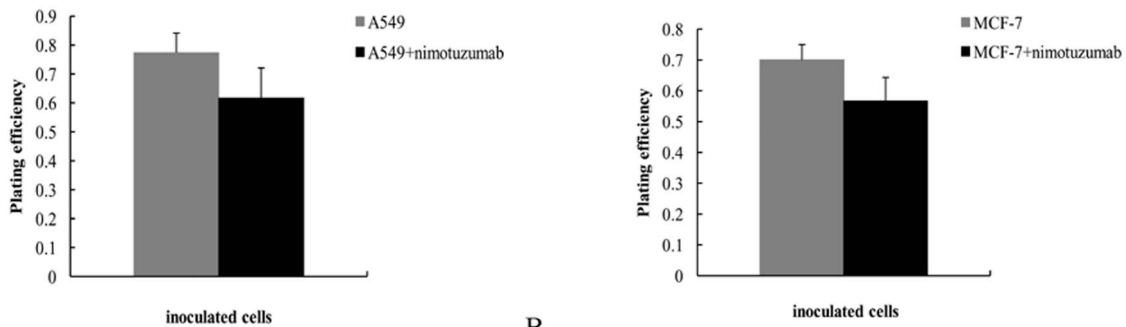 0.9
0.8
0.7
0.6
0.5
0.4
0.3
0.2
0.1
0
Plating efficiency
A549
A549+nimotuzumab
inoculated cells
B
0.8
0.7
0.6
0.5
0.4
0.3
0.2
0.1
0
Plating efficiency
MCF-7
MCF-7+nimotuzumab
inoculated cells